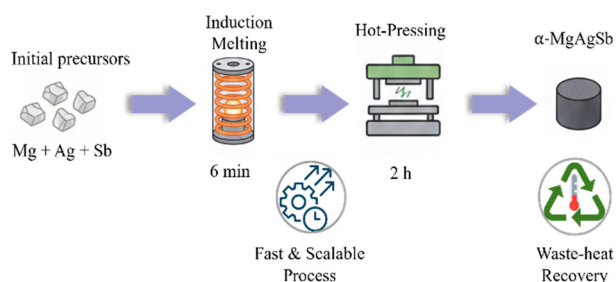 Initial precursors
Mg + Ag + Sb
Induction
Melting
6 min
Hot-Pressing
2 h
α-MgAgSb
Fast & Scalable
Process
Waste-heat
Recovery